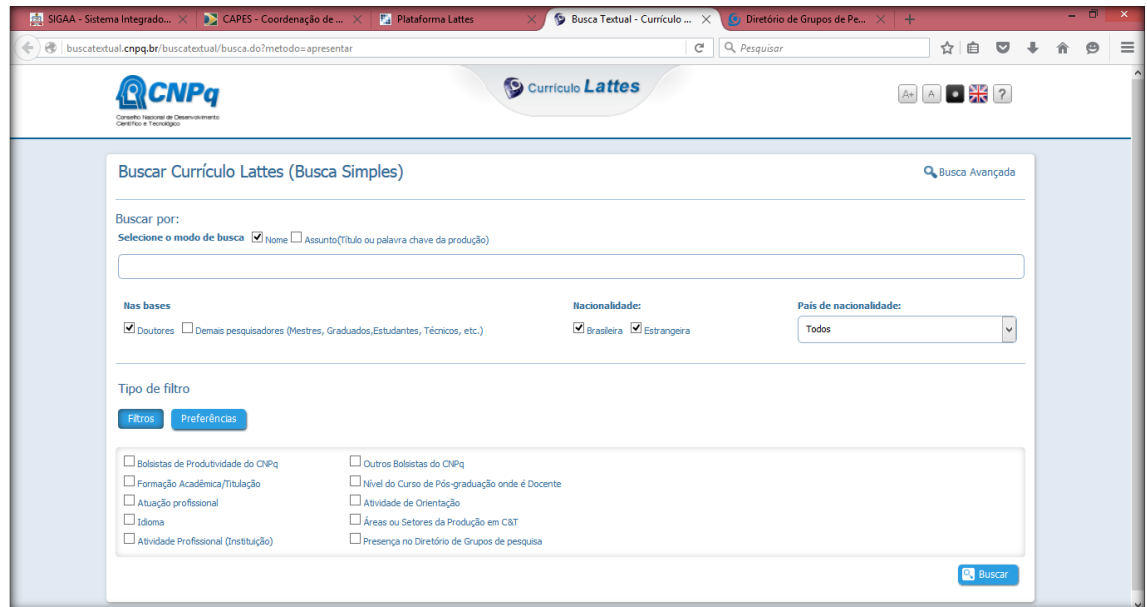 SIGAA - Sistema Integrado... CAPES - Coordenação de ... Plataforma Lattes Busca Textual - Currículo ... Diretório de Grupos de Pe...
buscatextual.cnpq.br/buscatextual/busca.do?metodo=apresentar Pesquisar
CNPq
Conselho Nacional de Desenvolvimento
Científico e Tecnológico
Currículo Lattes
A+ A ?
Buscar Currículo Lattes (Busca Simples) Busca Avançada
Buscar por:
Selecione o modo de busca Nome Assunto(Título ou palavra chave da produção)
Nas bases Nacionalidade: País de nacionalidade:
Doutores Demais pesquisadores (Mestres, Graduados,Estudantes, Técnicos, etc.) Brasileira Estrangeira Todos
Tipo de filtro
Filtros Preferências
Bolsistas de Produtividade do CNPq Outros Bolsistas do CNPq
Formação Acadêmica/Titulação Nível do Curso de Pós-graduação onde é Docente
Atuação profissional Atividade de Orientação
Idioma Áreas ou Setores da Produção em C&T
Atividade Profissional (Instituição) Presença no Diretório de Grupos de pesquisa
Buscar